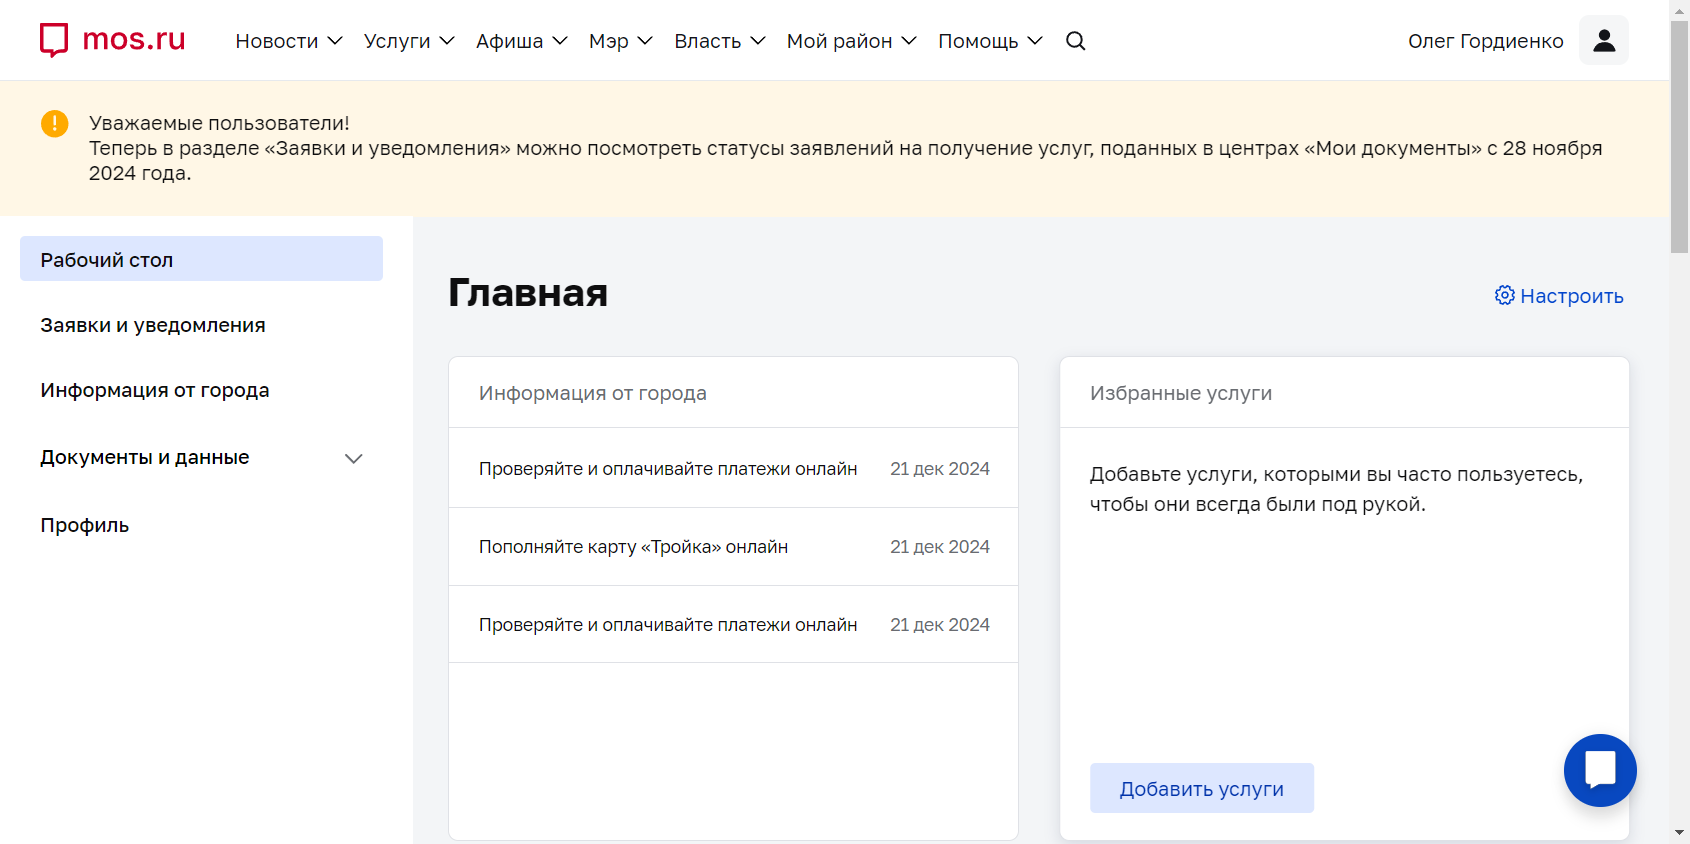 mos.ru Новости Услуги Афиша Мэр Власть Мой район Помощь Олег Гордиенко
Уважаемые пользователи!
Теперь в разделе «Заявки и уведомления» можно посмотреть статусы заявлений на получение услуг, поданных в центрах «Мои документы» с 28 ноября
2024 года.
Рабочий стол
Заявки и уведомления
Информация от города
Документы и данные
Профиль
Главная
Настроить
Информация от города
Проверяйте и оплачивайте платежи онлайн 21 дек 2024
Пополняйте карту «Тройка» онлайн 21 дек 2024
Проверяйте и оплачивайте платежи онлайн 21 дек 2024
Избранные услуги
Добавьте услуги, которыми вы часто пользуетесь,
чтобы они всегда были под рукой.
Добавить услуги